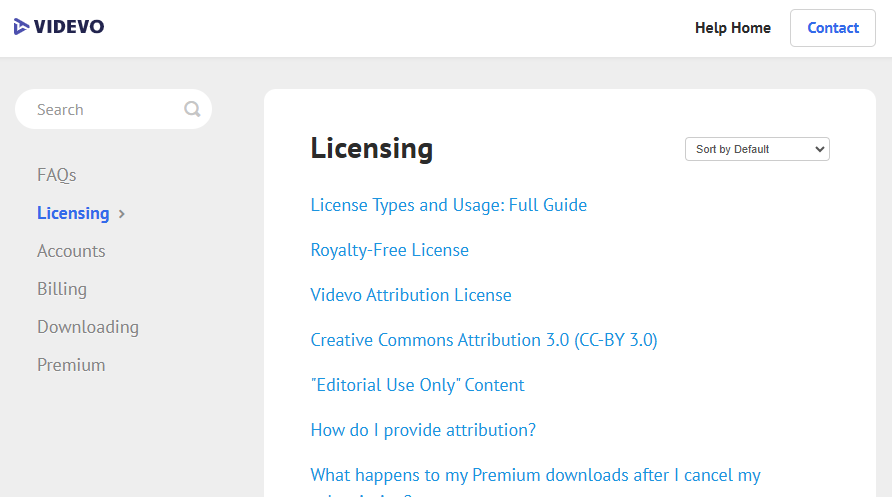 VIDEVO
Help Home
Contact
Search
FAQs
Licensing
Accounts
Billing
Downloading
Premium
Licensing
Sort by Default
License Types and Usage: Full Guide
Royalty-Free License
Videvo Attribution License
Creative Commons Attribution 3.0 (CC-BY 3.0)
"Editorial Use Only" Content
How do I provide attribution?
What happens to my Premium downloads after I cancel my